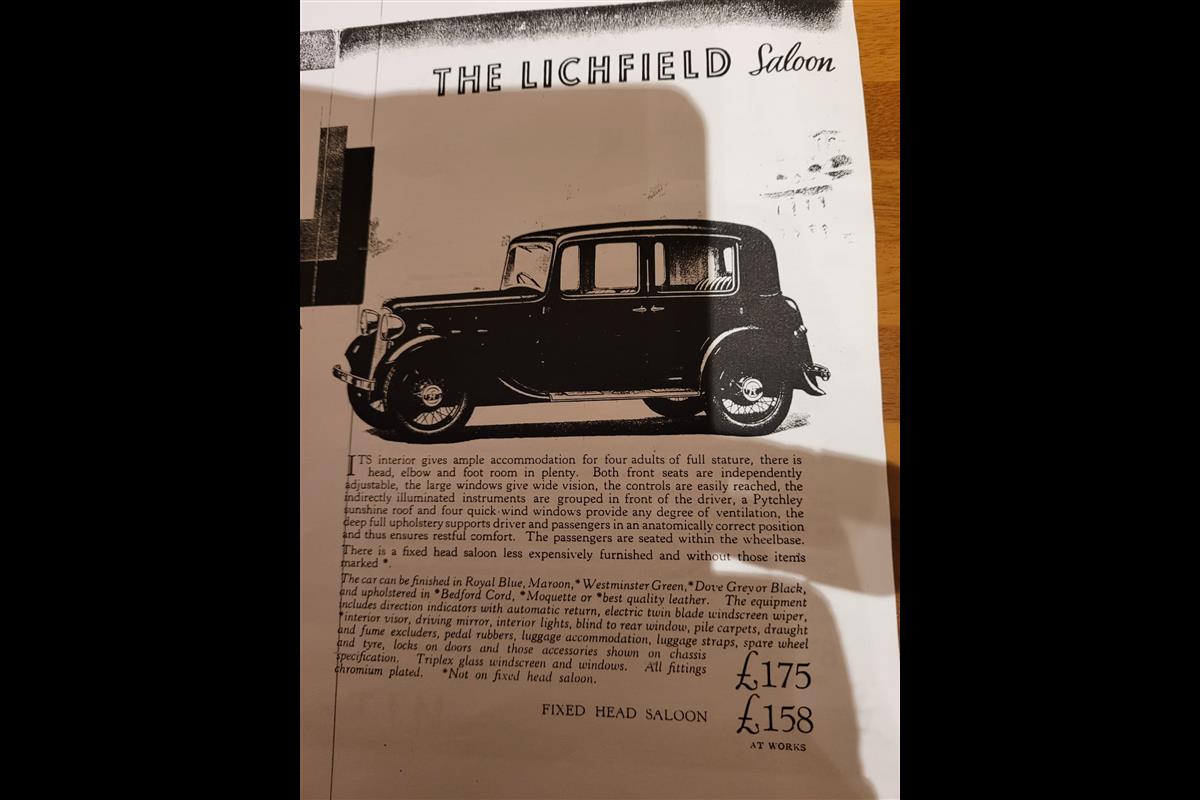 THE LICHFIELD Saloon
ITS interior gives ample accommodation for four adults of full stature, there is
head, elbow and foot room in plenty. Both front seats are independently
adjustable, the large windows give wide vision, the controls are easily reached, the
indirectly illuminated instruments are grouped in front of the driver, a Pytchley
sunshine roof and four quick-wind windows provide any degree of ventilation, the
deep full upholstery supports driver and passengers in an anatomically correct position
and thus ensures restful comfort. The passengers are seated within the wheelbase.
There is a fixed head saloon less expensively furnished and without those items
marked *.
The car can be finished in Royal Blue, Maroon,* Westminster Green,* Dove Grey or Black,
and upholstered in *Bedford Cord, *Moquette or *best quality leather. The equipment
includes direction indicators with automatic return, electric twin blade windscreen wiper,
*interior visor, driving mirror, interior lights, blind to rear window, pile carpets, draught
and fume excluders, pedal rubbers, luggage accommodation, luggage straps, spare wheel
and tyre, locks on doors and those accessories shown on chassis
specification. Triplex glass windscreen and windows. All fittings
chromium plated. *Not on fixed head saloon.
£175
FIXED HEAD SALOON £158
AT WORKS